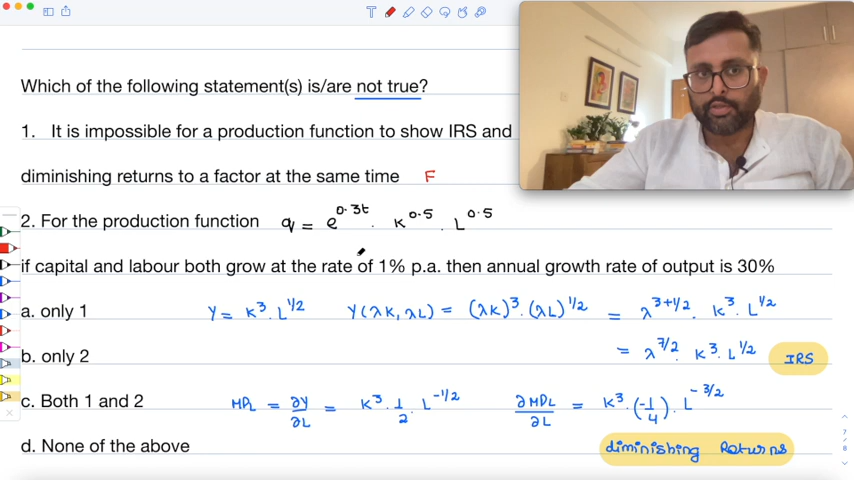 Which of the following statement(s) is/are not true?
1. It is impossible for a production function to show IRS and
diminishing returns to a factor at the same time F
2. For the production function q = e^0.3t . K^0.5 . L^0.5
if capital and labour both grow at the rate of 1% p.a. then annual growth rate of output is 30%
a. only 1 Y = K^3 . L^1/2 Y(λK, λL) = (λK)^3 . (λL)^1/2 = λ^3+1/2 . K^3 . L^1/2
b. only 2 = λ^7/2 . K^3 . L^1/2 IRS
c. Both 1 and 2 MPL = ∂Y/∂L = K^3 . 1/2 . L^-1/2 ∂MPL/∂L = K^3 . (-1/4) . L^-3/2
d. None of the above diminishing Returns
7/8